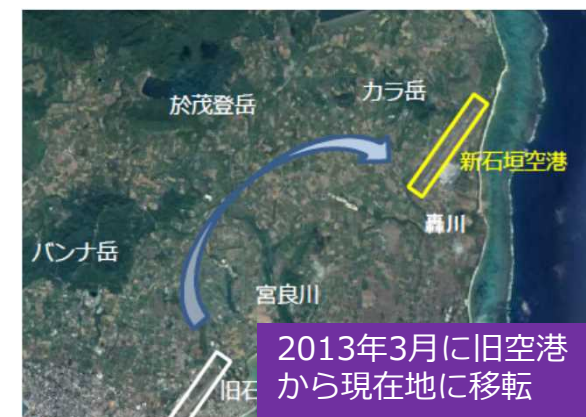 於茂登岳
カラ岳
新石垣空港
轟川
バンナ岳
宮良川
旧石
2013年3月に旧空港
から現在地に移転